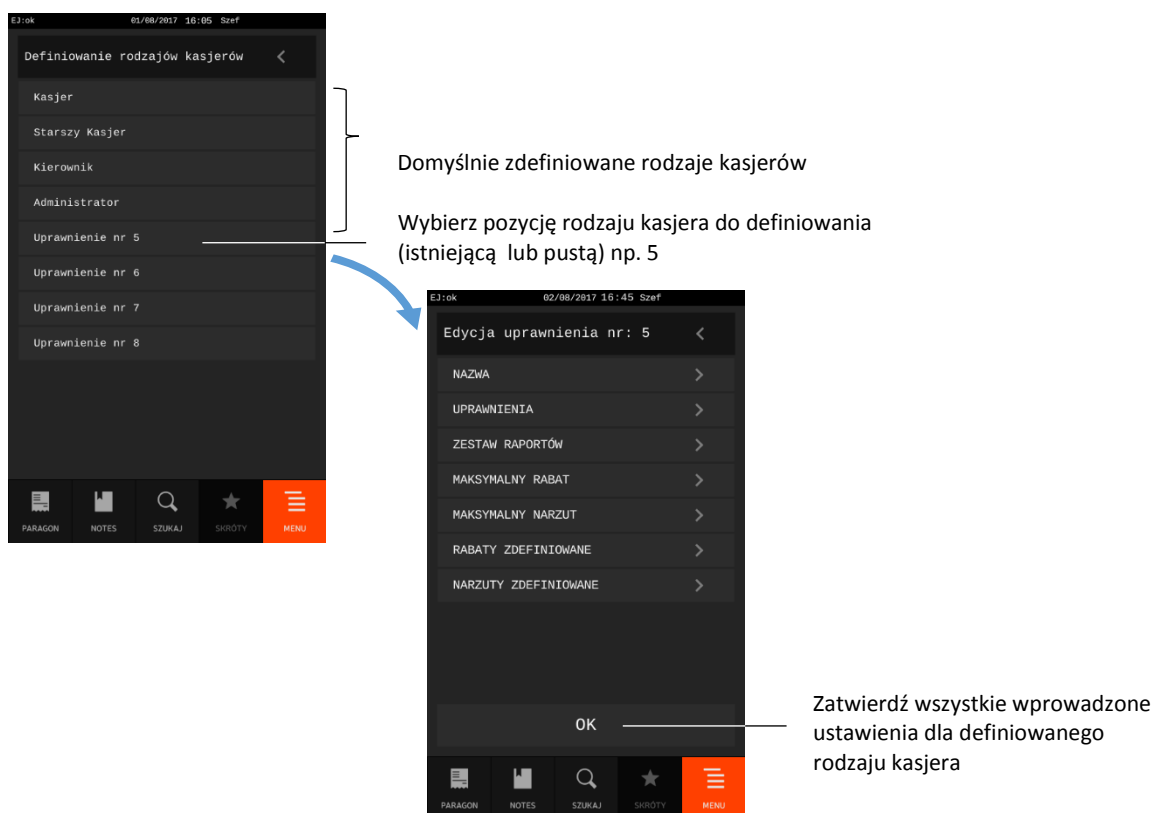 EJ:ok 01/08/2017 16:05 Szef
Definiowanie rodzajów kasjerów
Kasjer
Starszy Kasjer
Kierownik
Administrator
Uprawnienie nr 5
Uprawnienie nr 6
Uprawnienie nr 7
Uprawnienie nr 8
PARAGON NOTES SZUKAJ SKRÓTY MENU
Domyślnie zdefiniowane rodzaje kasjerów
Wybierz pozycję rodzaju kasjera do definiowania
(istniejącą lub pustą) np. 5
EJ:ok 02/08/2017 16:45 Szef
Edycja uprawnienia nr: 5
NAZWA
UPRAWNIENIA
ZESTAW RAPORTÓW
MAKSYMALNY RABAT
MAKSYMALNY NARZUT
RABATY ZDEFINIOWANE
NARZUTY ZDEFINIOWANE
OK
PARAGON NOTES SZUKAJ SKRÓTY MENU
Zatwierdź wszystkie wprowadzone
ustawienia dla definiowanego
rodzaju kasjera